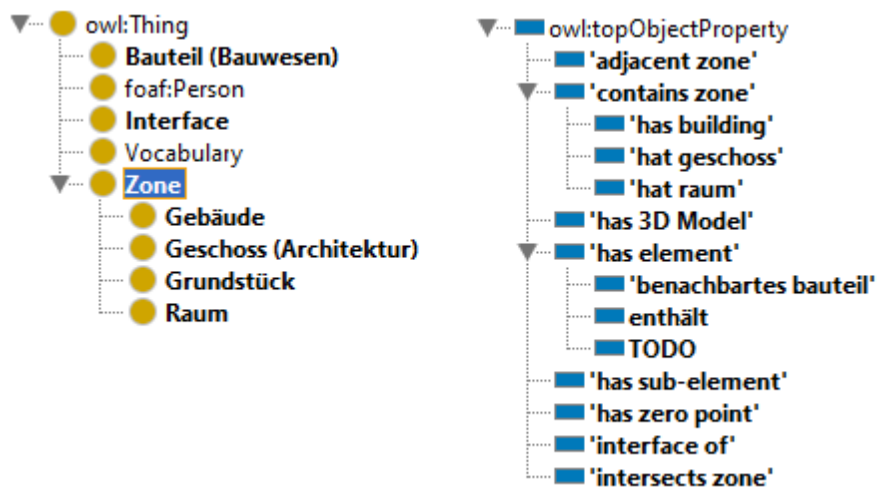 owl:Thing
Bauteil (Bauwesen)
foaf:Person
Interface
Vocabulary
Zone
Gebäude
Geschoss (Architektur)
Grundstück
Raum
owl:topObjectProperty
'adjacent zone'
'contains zone'
'has building'
'hat geschoss'
'hat raum'
'has 3D Model'
'has element'
'benachbartes bauteil'
enthält
TODO
'has sub-element'
'has zero point'
'interface of'
'intersects zone'